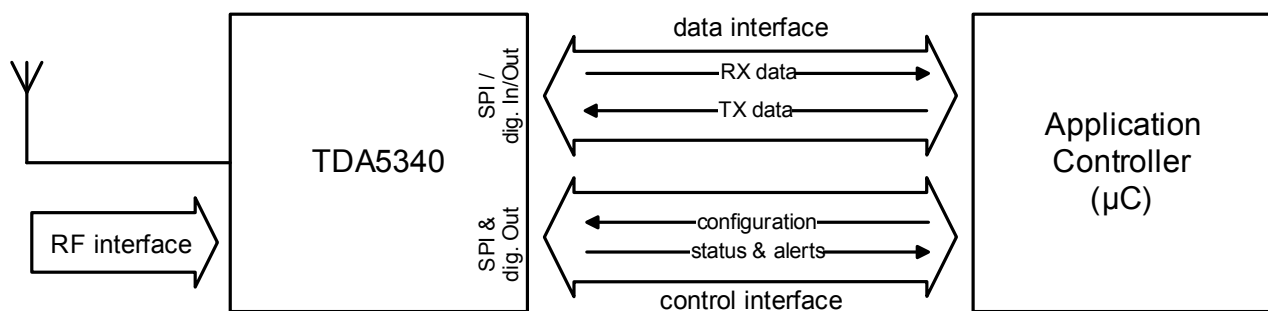 data interface
RX data
TX data
SPI /
dig. In/Out
TDA5340
Application
Controller
(µC)
RF interface
SPI &
dig. Out
configuration
status & alerts
control interface